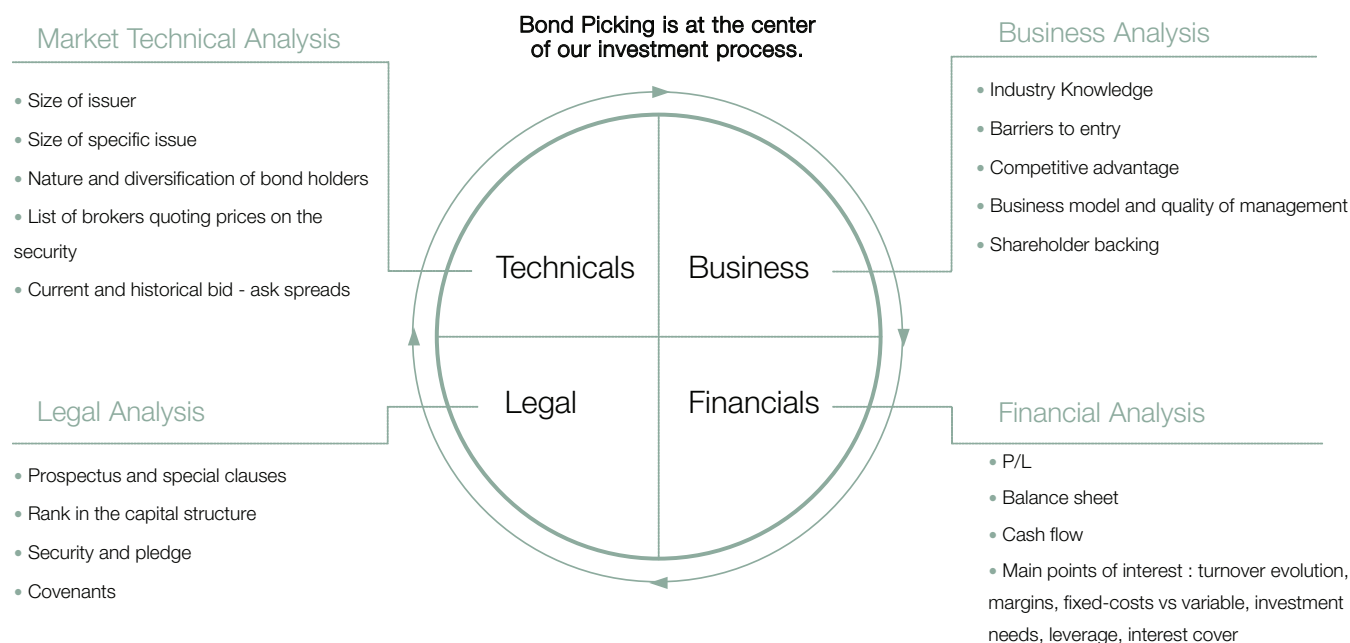 Bond Picking is at the center
of our investment process.
Market Technical Analysis
• Size of issuer
• Size of specific issue
• Nature and diversification of bond holders
• List of brokers quoting prices on the
security
• Current and historical bid - ask spreads
Business Analysis
• Industry Knowledge
• Barriers to entry
• Competitive advantage
• Business model and quality of management
• Shareholder backing
Technicals
Business
Legal
Financials
Legal Analysis
• Prospectus and special clauses
• Rank in the capital structure
• Security and pledge
• Covenants
Financial Analysis
• P/L
• Balance sheet
• Cash flow
• Main points of interest : turnover evolution,
margins, fixed-costs vs variable, investment
needs, leverage, interest cover